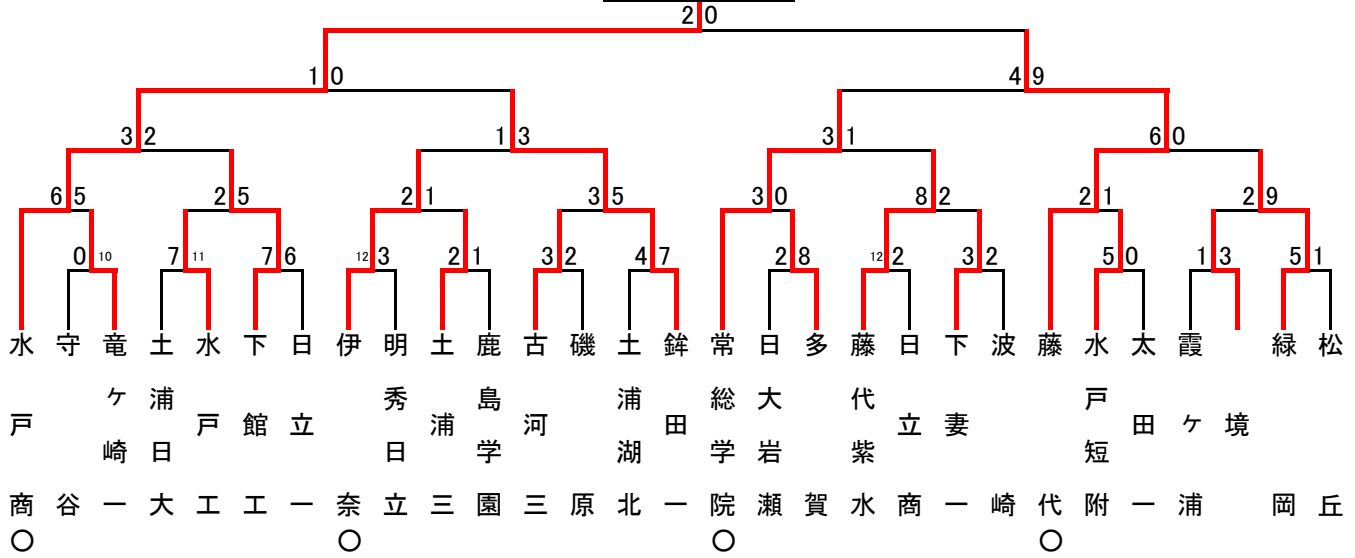 2 0
1 0
4 9
3 2
1 3
3 1
6 0
6 5
2 5
2 1
3 5
3 0
8 2
2 1
2 9
0 10
7 11
7 6
12 3
2 1
3 2
4 7
2 8
12 2
3 2
5 0
1 3
5 1
水戸商
守谷
竜ケ崎一
土浦日大
水戸工
下館工
日立一
伊奈
明秀日立
土浦三
鹿島学園
古河三
磯原
土浦湖北
鉾田一
常総学院
日大岩瀬
多賀
藤代紫水
日立商
下妻一
波崎
藤代
水戸短附
太田一
霞ケ浦
境
緑岡
松丘
○ ○ ○ ○